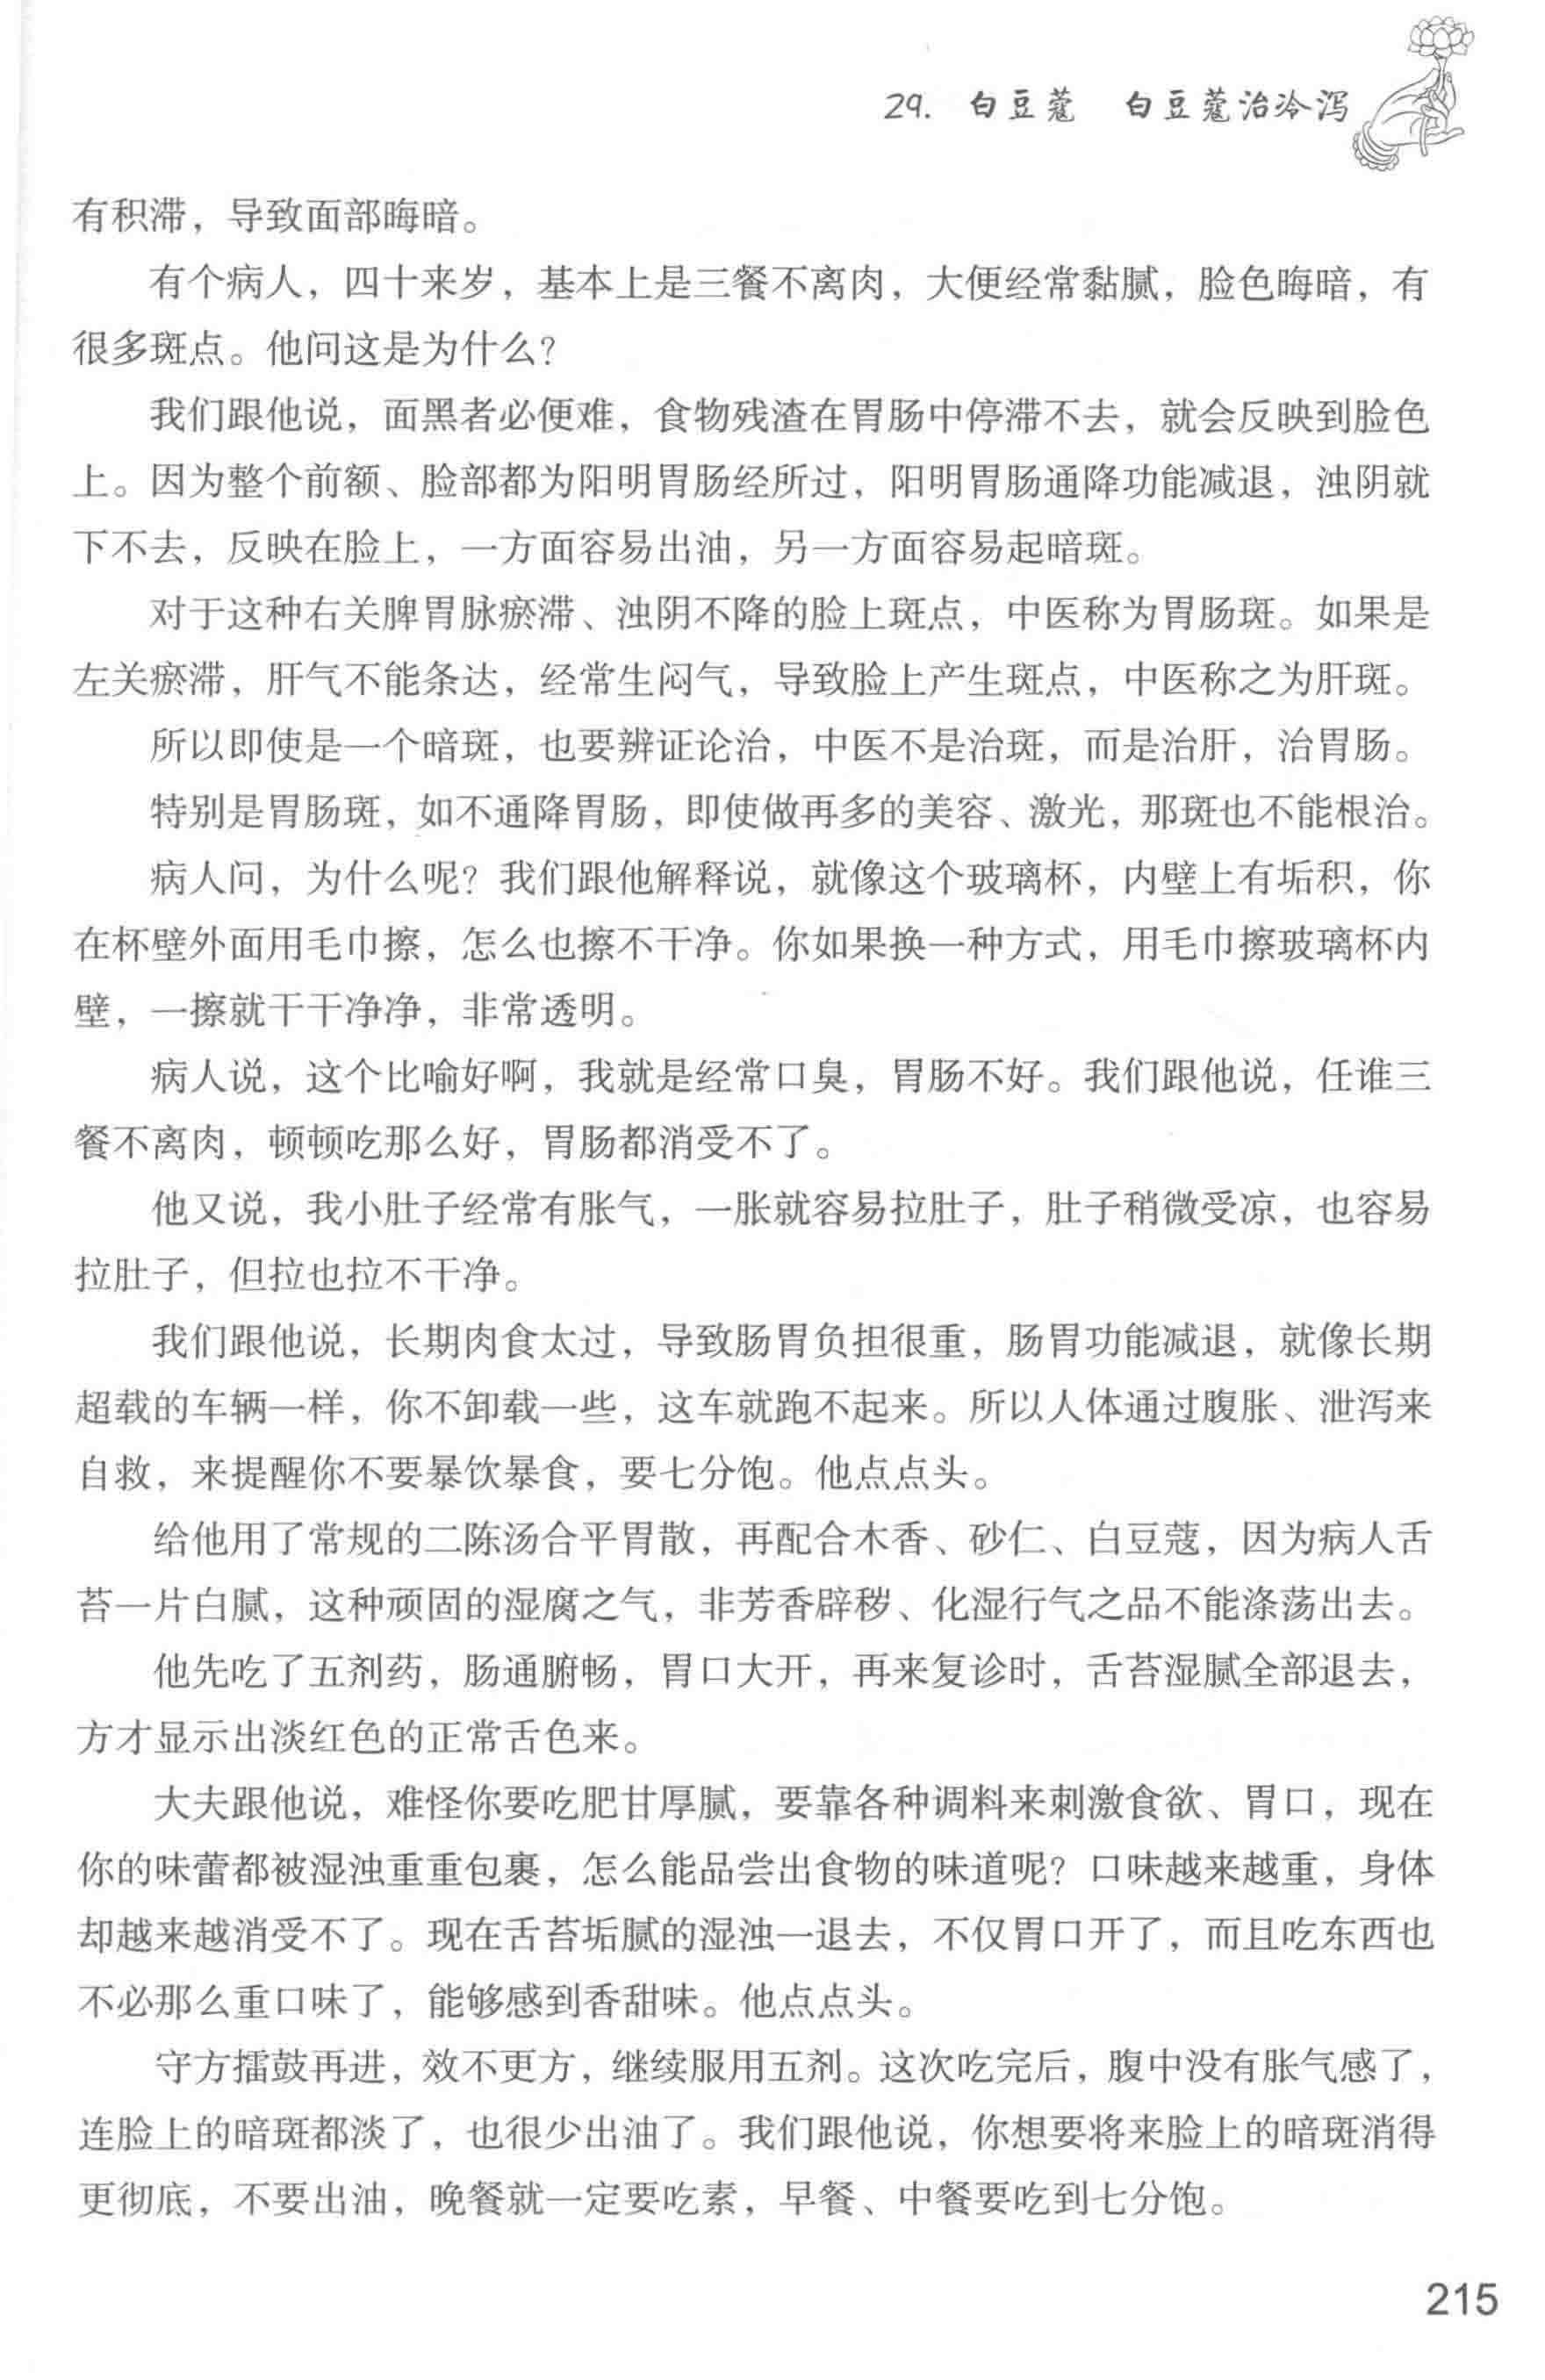 29. 白豆蔻　白豆蔻治冷泻
有积滞，导致面部晦暗。
有个病人，四十来岁，基本上是三餐不离肉，大便经常黏腻，脸色晦暗，有
很多斑点。他问这是为什么？
我们跟他说，面黑者必便难，食物残渣在胃肠中停滞不去，就会反映到脸色
上。因为整个前额、脸部都为阳明胃肠经所过，阳明胃肠通降功能减退，浊阴就
下不去，反映在脸上，一方面容易出油，另一方面容易起暗斑。
对于这种右关脾胃脉瘀滞、浊阴不降的脸上斑点，中医称为胃肠斑。如果是
左关瘀滞，肝气不能条达，经常生闷气，导致脸上产生斑点，中医称之为肝斑。
所以即使是一个暗斑，也要辨证论治，中医不是治斑，而是治肝，治胃肠。
特别是胃肠斑，如不通降胃肠，即使做再多的美容、激光，那斑也不能根治。
病人问，为什么呢？我们跟他解释说，就像这个玻璃杯，内壁上有垢积，你
在杯壁外面用毛巾擦，怎么也擦不干净。你如果换一种方式，用毛巾擦玻璃杯内
壁，一擦就干干净净，非常透明。
病人说，这个比喻好啊，我就是经常口臭，胃肠不好。我们跟他说，任谁三
餐不离肉，顿顿吃那么好，胃肠都消受不了。
他又说，我小肚子经常有胀气，一胀就容易拉肚子，肚子稍微受凉，也容易
拉肚子，但拉也拉不干净。
我们跟他说，长期肉食太过，导致肠胃负担很重，肠胃功能减退，就像长期
超载的车辆一样，你不卸载一些，这车就跑不起来。所以人体通过腹胀、泄泻来
自救，来提醒你不要暴饮暴食，要七分饱。他点点头。
给他用了常规的二陈汤合平胃散，再配合木香、砂仁、白豆蔻，因为病人舌
苔一片白腻，这种顽固的湿腐之气，非芳香辟秽、化湿行气之品不能涤荡出去。
他先吃了五剂药，肠通腑畅，胃口大开，再来复诊时，舌苔湿腻全部退去，
方才显示出淡红色的正常舌色来。
大夫跟他说，难怪你要吃肥甘厚腻，要靠各种调料来刺激食欲、胃口，现在
你的味蕾都被湿浊重重包裹，怎么能品尝出食物的味道呢？口味越来越重，身体
却越来越消受不了。现在舌苔垢腻的湿浊一退去，不仅胃口开了，而且吃东西也
不必那么重口味了，能够感到香甜味。他点点头。
守方擂鼓再进，效不更方，继续服用五剂。这次吃完后，腹中没有胀气感了，
连脸上的暗斑都淡了，也很少出油了。我们跟他说，你想要将来脸上的暗斑消得
更彻底，不要出油，晚餐就一定要吃素，早餐、中餐要吃到七分饱。
215